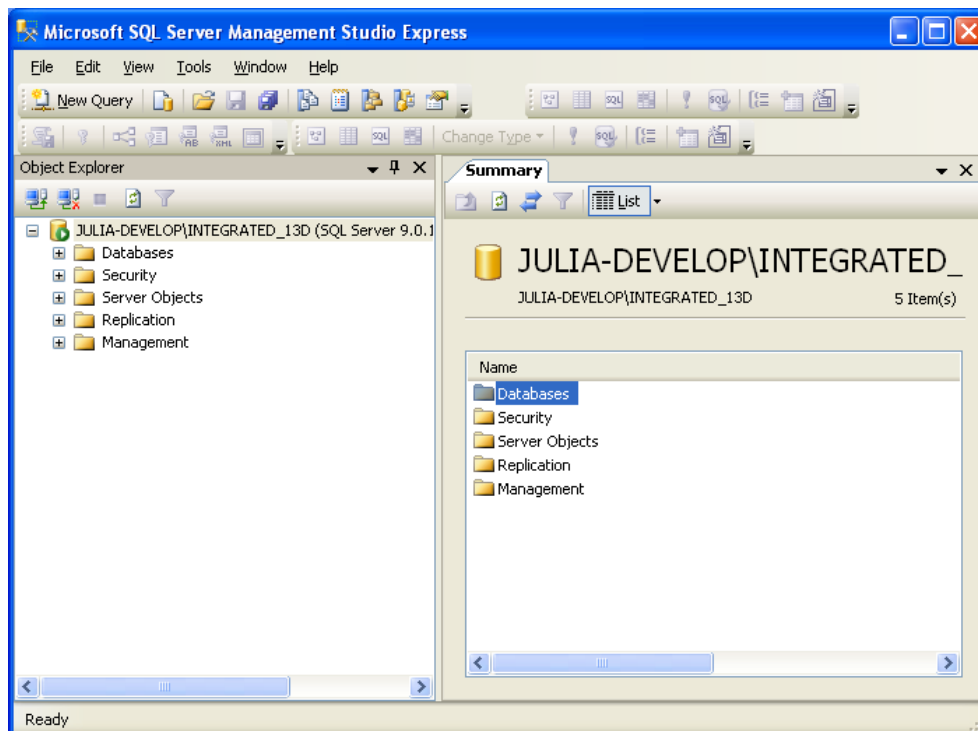 Microsoft SQL Server Management Studio Express
File Edit View Tools Window Help
New Query
Change Type
Object Explorer
JULIA-DEVELOP\INTEGRATED_13D (SQL Server 9.0.1
Databases
Security
Server Objects
Replication
Management
Summary
List
JULIA-DEVELOP\INTEGRATED_
JULIA-DEVELOP\INTEGRATED_13D 5 Item(s)
Name
Databases
Security
Server Objects
Replication
Management
Ready